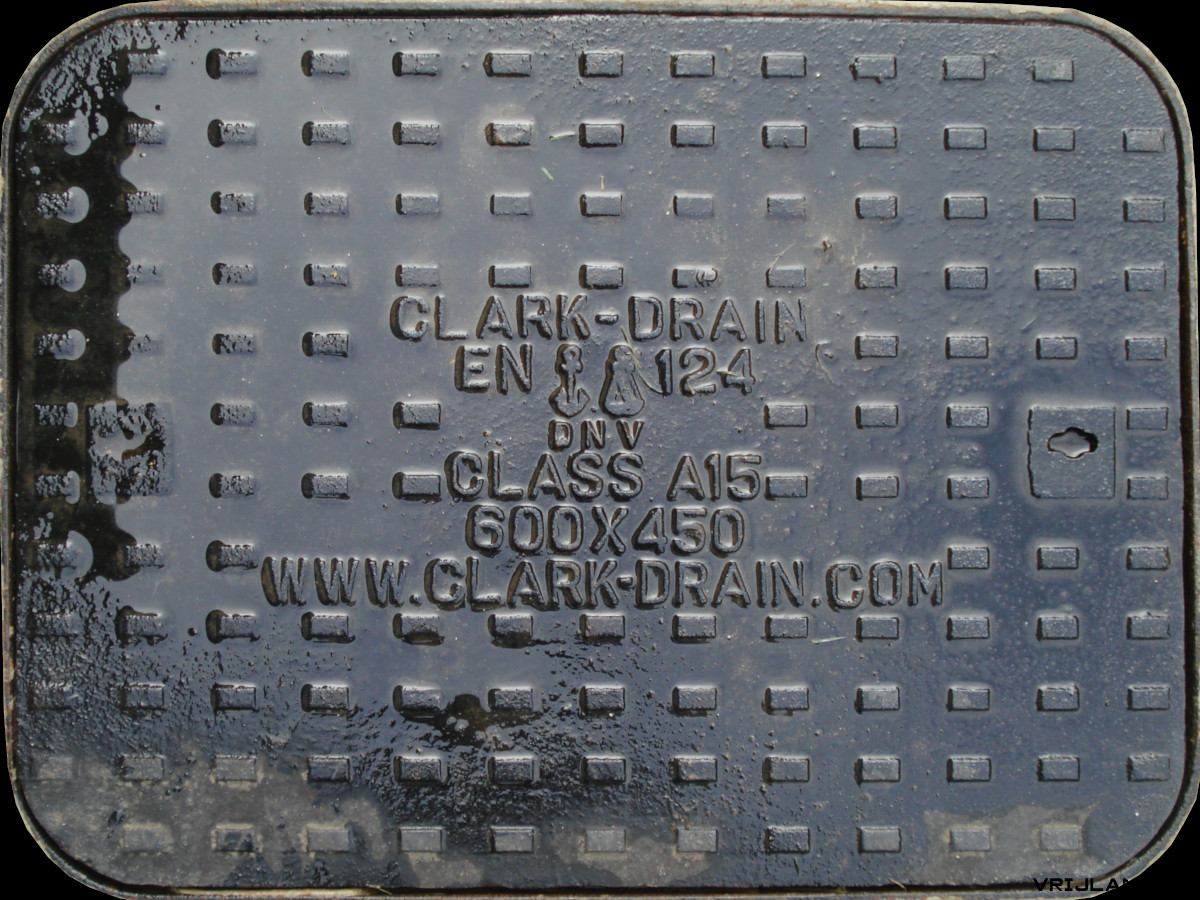 CLARK-DRAIN
EN 124
DNV
CLASS A15
600X450
WWW.CLARK-DRAIN.COM